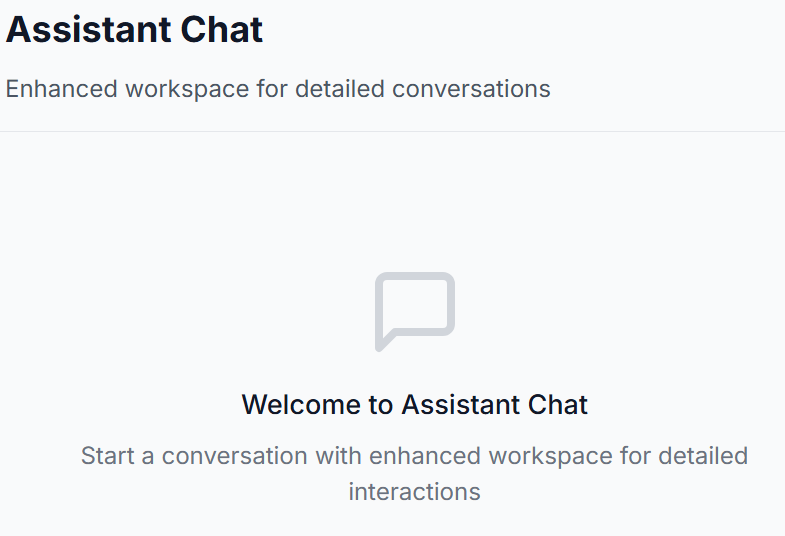 Assistant Chat
Enhanced workspace for detailed conversations
Welcome to Assistant Chat
Start a conversation with enhanced workspace for detailed
interactions